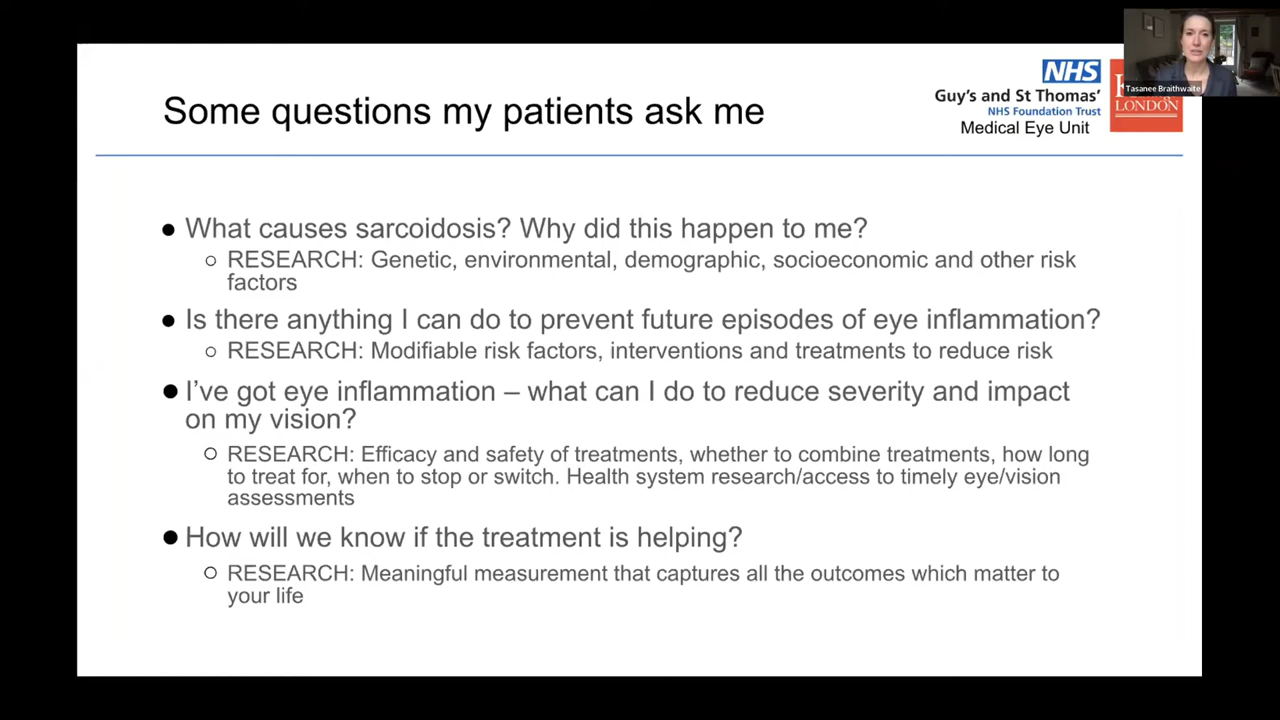 Some questions my patients ask me
NHS
Guy's and St Thomas'
NHS Foundation Trust
Medical Eye Unit
LONDON
Tasanee Braithwaite
● What causes sarcoidosis? Why did this happen to me?
○ RESEARCH: Genetic, environmental, demographic, socioeconomic and other risk
factors
● Is there anything I can do to prevent future episodes of eye inflammation?
○ RESEARCH: Modifiable risk factors, interventions and treatments to reduce risk
● I’ve got eye inflammation – what can I do to reduce severity and impact
on my vision?
○ RESEARCH: Efficacy and safety of treatments, whether to combine treatments, how long
to treat for, when to stop or switch. Health system research/access to timely eye/vision
assessments
● How will we know if the treatment is helping?
○ RESEARCH: Meaningful measurement that captures all the outcomes which matter to
your life